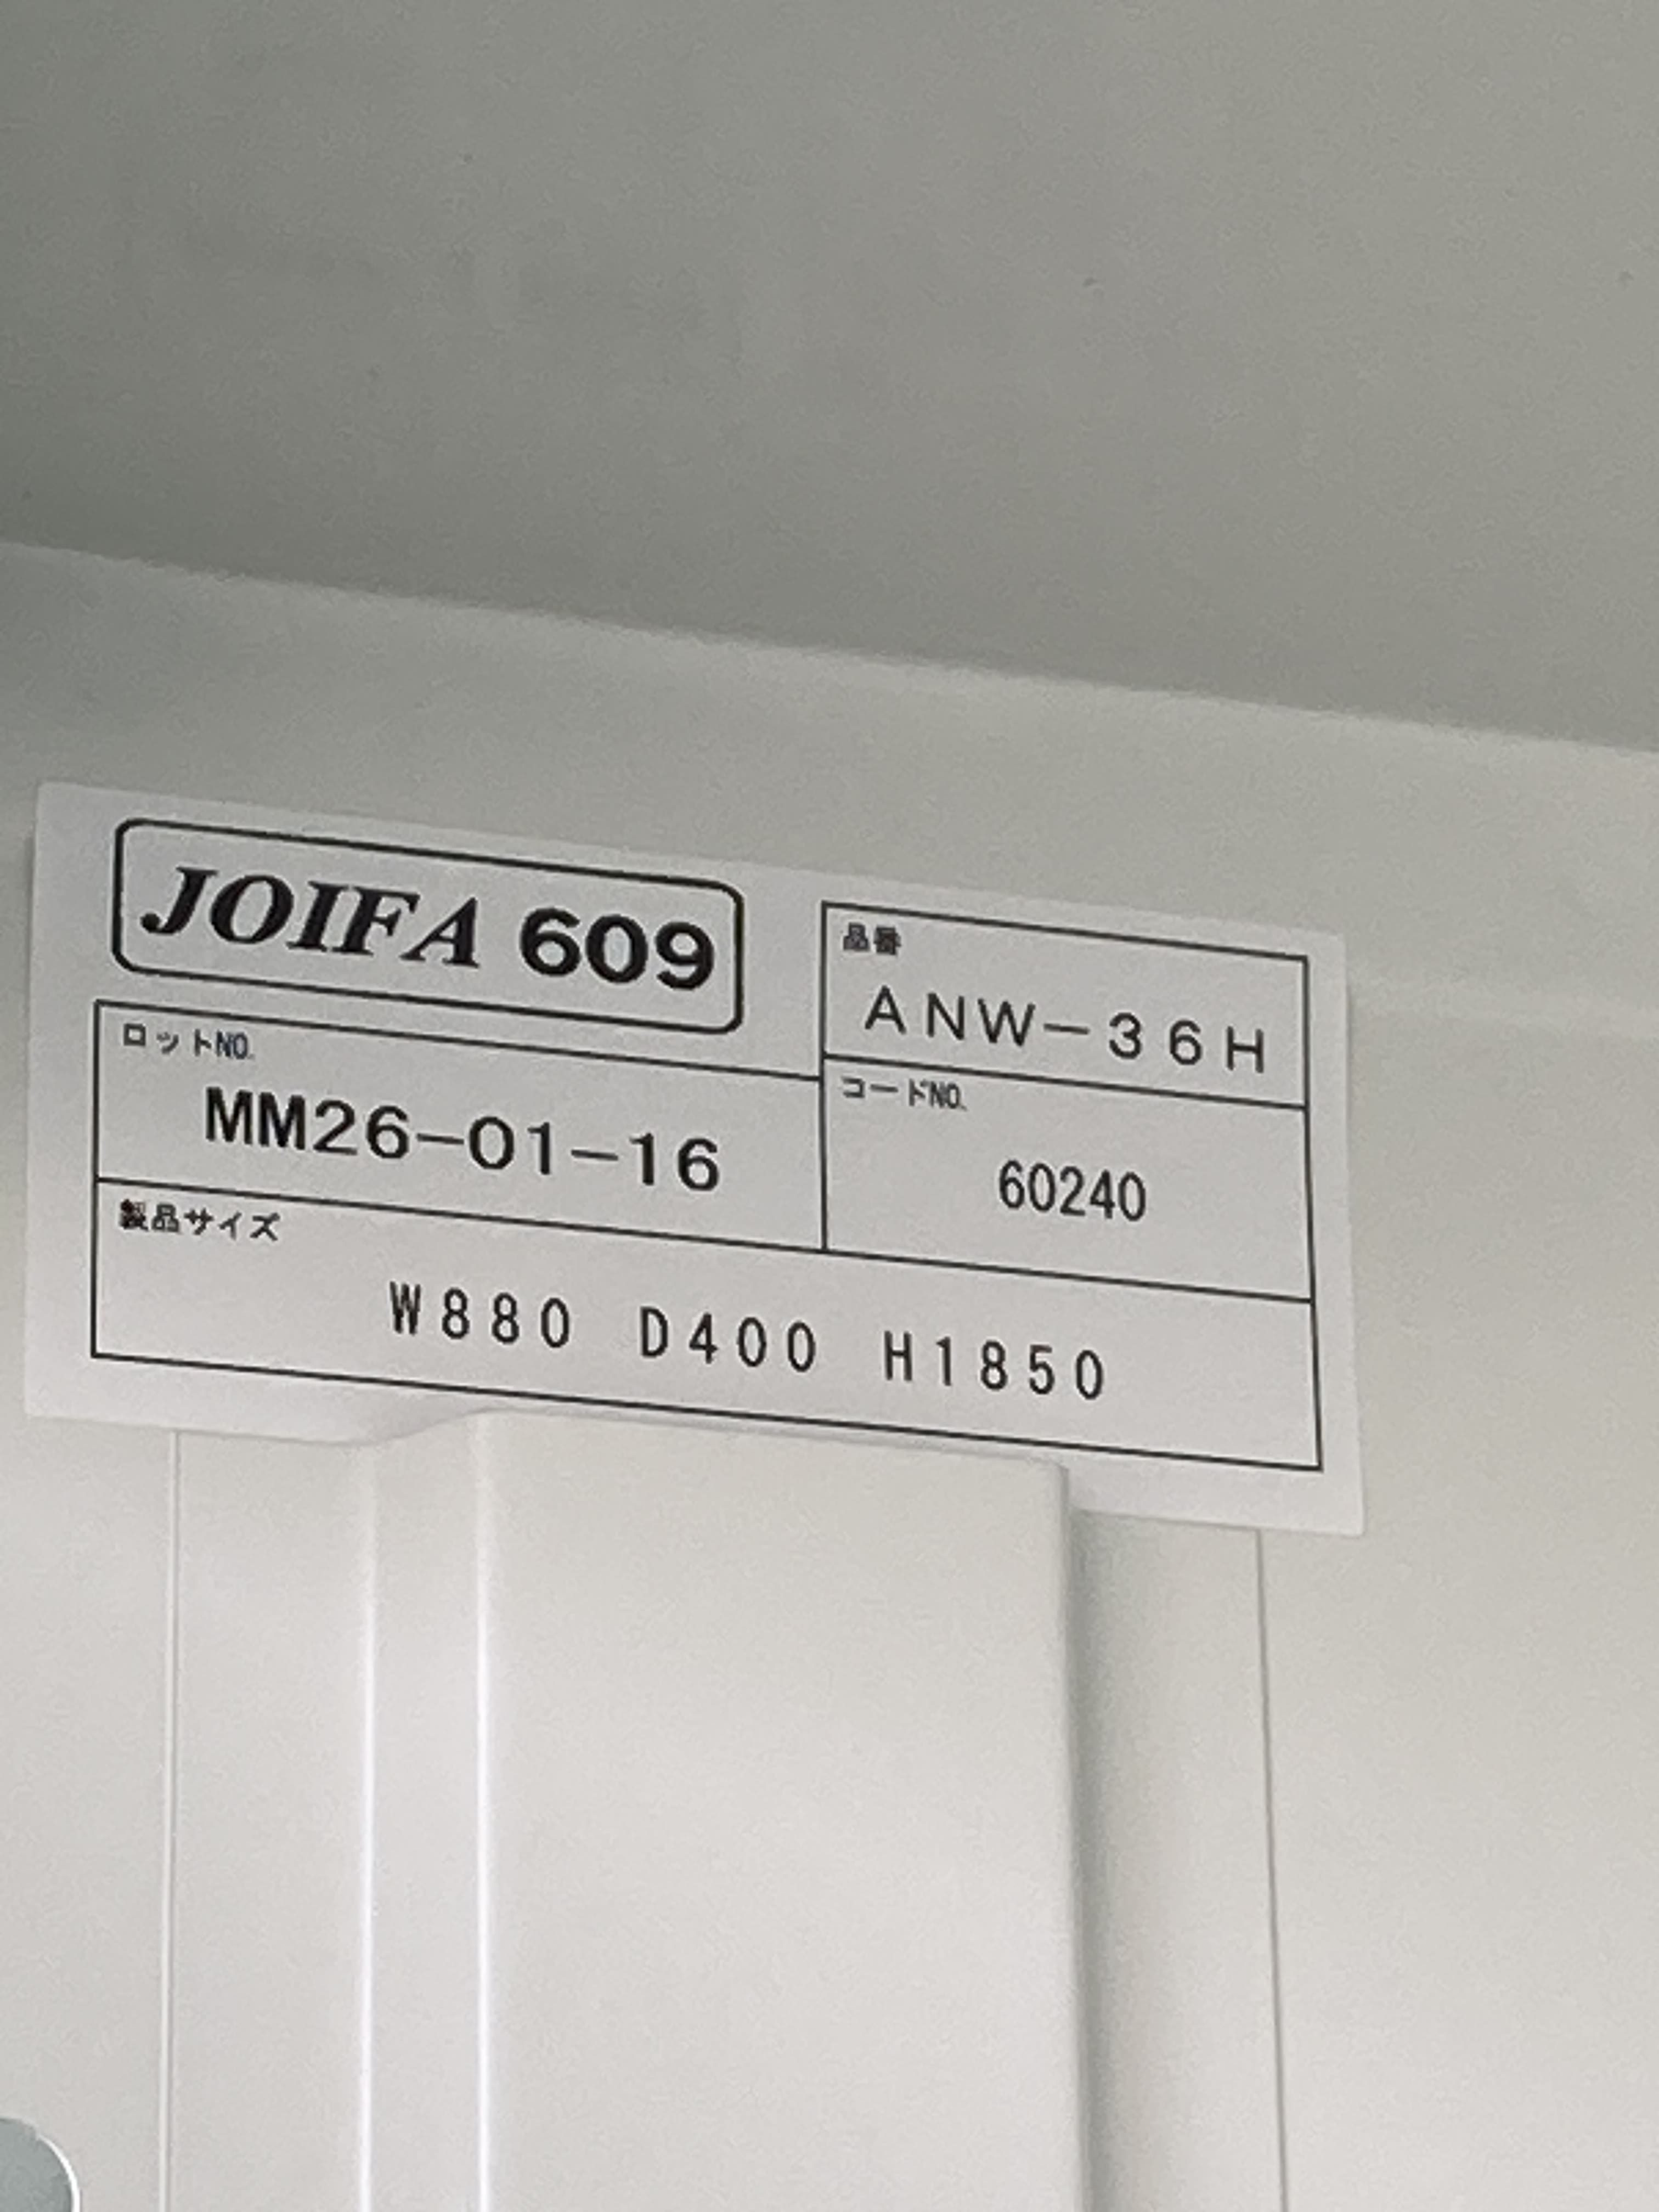 JOIFA 609
品番
ANW-36H
ロットNO.
MM26-01-16
コードNO.
60240
製品サイズ
W880 D400 H1850